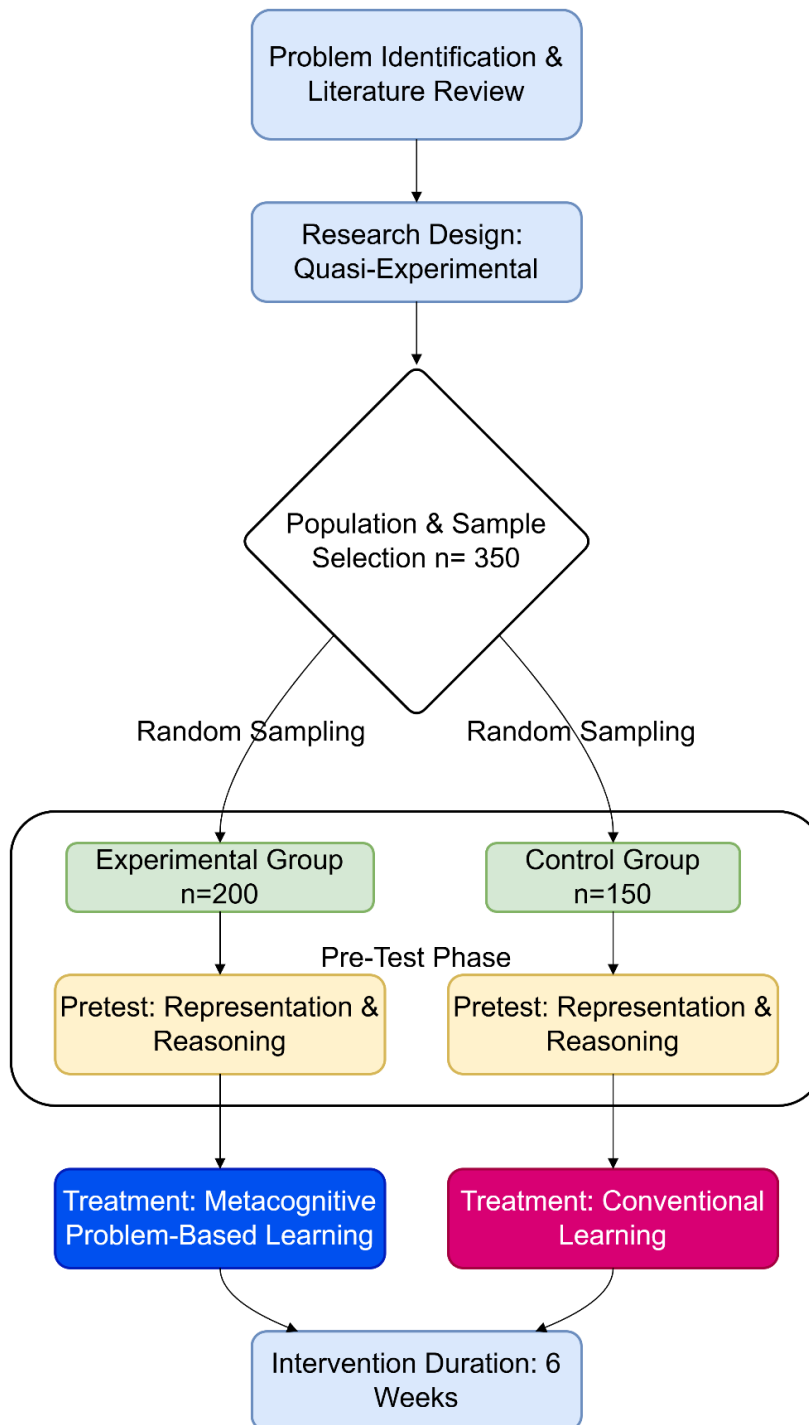 Problem Identification &
Literature Review
Research Design:
Quasi-Experimental
Population & Sample
Selection n= 350
Random Sampling
Random Sampling
Experimental Group
n=200
Control Group
n=150
Pre-Test Phase
Pretest: Representation &
Reasoning
Pretest: Representation &
Reasoning
Treatment: Metacognitive
Problem-Based Learning
Treatment: Conventional
Learning
Intervention Duration: 6
Weeks